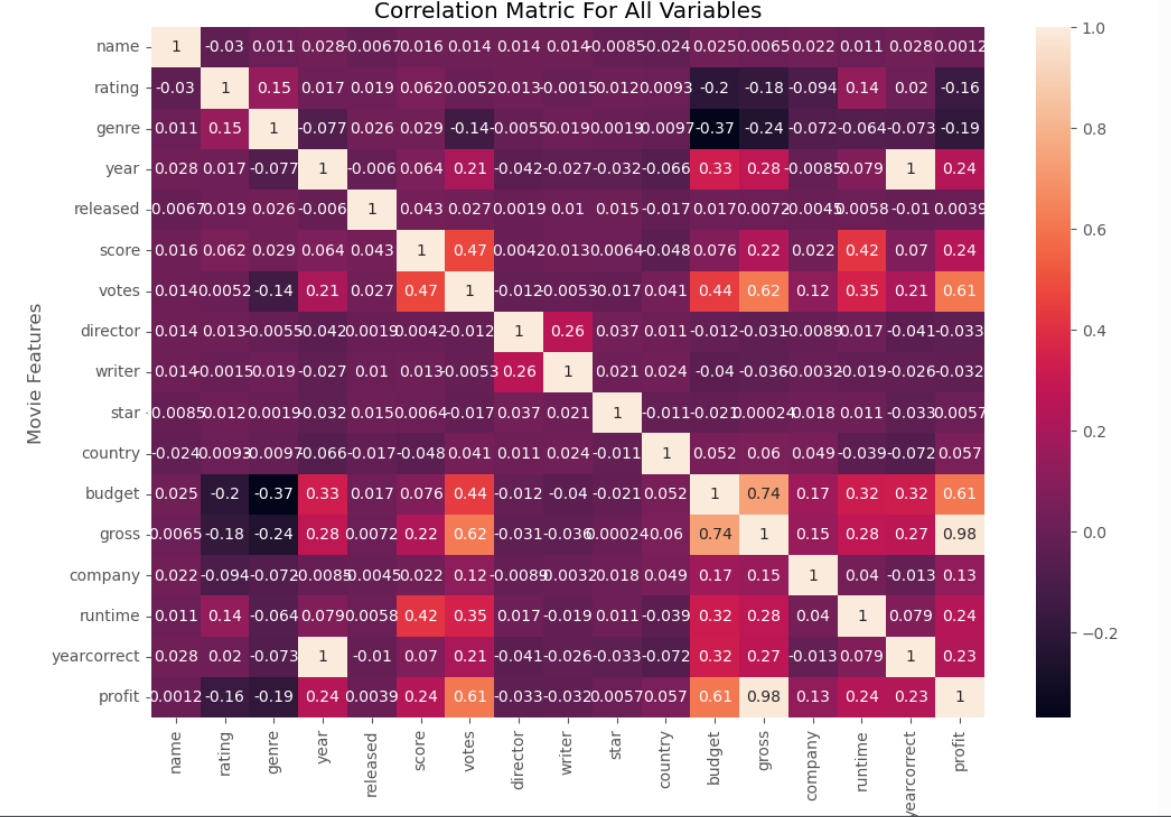 Correlation Matric For All Variables
name 1 -0.03 0.011 0.028 -0.0067 0.016 0.014 0.014 0.014 -0.0085 -0.024 0.025 0.0065 0.022 0.011 0.028 0.0012
rating -0.03 1 0.15 0.017 0.019 0.062 0.0052 0.013 -0.0015 0.012 0.0093 -0.2 -0.18 -0.094 0.14 0.02 -0.16
genre 0.011 0.15 1 -0.077 0.026 0.029 -0.14 -0.0055 0.019 0.0019 0.0097 -0.37 -0.24 -0.072 -0.064 -0.073 -0.19
year 0.028 0.017 -0.077 1 -0.006 0.064 0.21 -0.042 -0.027 -0.032 -0.066 0.33 0.28 -0.0085 0.079 1 0.24
released 0.0067 0.019 0.026 -0.006 1 0.043 0.027 0.0019 0.01 0.015 -0.017 0.017 0.0072 0.0045 0.0058 -0.01 0.0039
score 0.016 0.062 0.029 0.064 0.043 1 0.47 0.0042 0.013 0.0064 -0.048 0.076 0.22 0.022 0.42 0.07 0.24
votes 0.014 0.0052 -0.14 0.21 0.027 0.47 1 -0.012 -0.0053 -0.017 0.041 0.44 0.62 0.12 0.35 0.21 0.61
director 0.014 0.013 -0.0055 -0.042 0.0019 0.0042 -0.012 1 0.26 0.037 0.011 -0.012 -0.031 -0.0089 0.017 -0.041 -0.033
writer 0.014 -0.0015 0.019 -0.027 0.01 0.013 -0.0053 0.26 1 0.021 0.024 -0.04 -0.036 -0.0032 -0.019 -0.026 -0.032
star -0.0085 0.012 0.0019 -0.032 0.015 0.0064 -0.017 0.037 0.021 1 -0.011 -0.021 0.00024 0.018 0.011 -0.033 0.0057
country -0.024 0.0093 0.0097 -0.066 -0.017 -0.048 0.041 0.011 0.024 -0.011 1 0.052 0.06 0.049 -0.039 -0.072 0.057
budget 0.025 -0.2 -0.37 0.33 0.017 0.076 0.44 -0.012 -0.04 -0.021 0.052 1 0.74 0.17 0.32 0.32 0.61
gross 0.0065 -0.18 -0.24 0.28 0.0072 0.22 0.62 -0.031 -0.036 0.00024 0.06 0.74 1 0.15 0.28 0.27 0.98
company 0.022 -0.094 -0.072 0.0085 0.0045 0.022 0.12 -0.0089 0.0032 0.018 0.049 0.17 0.15 1 0.04 -0.013 0.13
runtime 0.011 0.14 -0.064 0.079 0.0058 0.42 0.35 0.017 -0.019 0.011 -0.039 0.32 0.28 0.04 1 0.079 0.24
yearcorrect 0.028 0.02 -0.073 1 -0.01 0.07 0.21 -0.041 -0.026 -0.033 -0.072 0.32 0.27 -0.013 0.079 1 0.23
profit 0.0012 -0.16 -0.19 0.24 0.0039 0.24 0.61 -0.033 -0.032 0.0057 0.057 0.61 0.98 0.13 0.24 0.23 1
name rating genre year released score votes director writer star country budget gross company runtime yearcorrect profit
Movie Features
1.0
0.8
0.6
0.4
0.2
0.0
−0.2